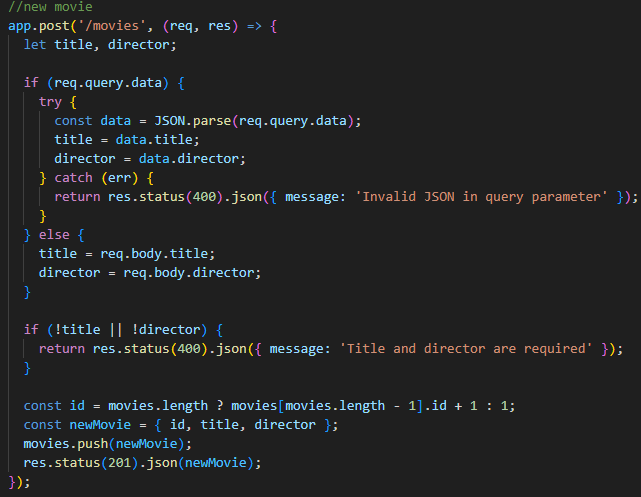 //new movie
app.post('/movies', (req, res) => {
  let title, director;

  if (req.query.data) {
    try {
      const data = JSON.parse(req.query.data);
      title = data.title;
      director = data.director;
    } catch (err) {
      return res.status(400).json({ message: 'Invalid JSON in query parameter' });
    }
  } else {
    title = req.body.title;
    director = req.body.director;
  }

  if (!title || !director) {
    return res.status(400).json({ message: 'Title and director are required' });
  }

  const id = movies.length ? movies[movies.length - 1].id + 1 : 1;
  const newMovie = { id, title, director };
  movies.push(newMovie);
  res.status(201).json(newMovie);
});